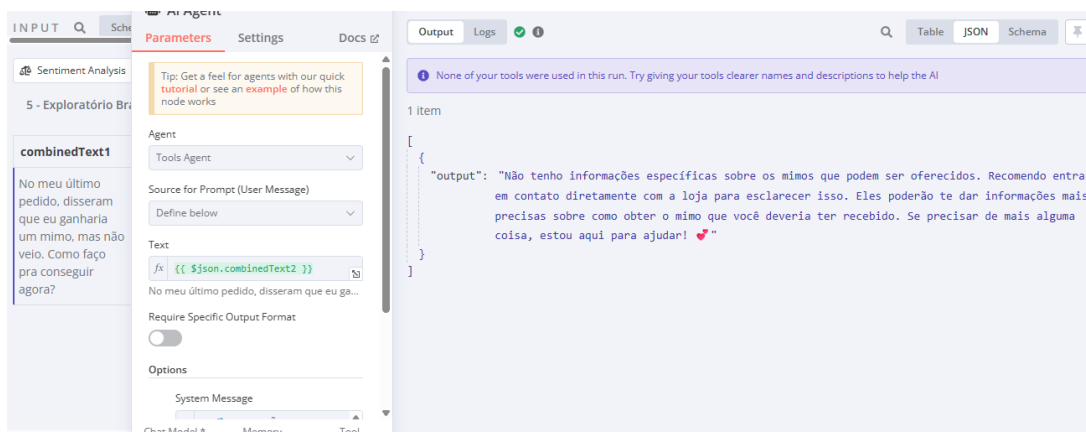 INPUT
Sche
Sentiment Analysis
5 - Exploratório Bra
combinedText1
No meu último
pedido, disseram
que eu ganharia
um mimo, mas não
veio. Como faço
pra conseguir
agora?
AI Agent
Parameters Settings Docs
Tip: Get a feel for agents with our quick
tutorial or see an example of how this
node works
Agent
Tools Agent
Source for Prompt (User Message)
Define below
Text
fx {{ $json.combinedText2 }}
No meu último pedido, disseram que eu ga...
Require Specific Output Format
Options
System Message
Chat Model * Memory Tool
Output Logs
Table JSON Schema
None of your tools were used in this run. Try giving your tools clearer names and descriptions to help the AI
1 item
[
{
"output": "Não tenho informações específicas sobre os mimos que podem ser oferecidos. Recomendo entra
em contato diretamente com a loja para esclarecer isso. Eles poderão te dar informações mais
precisas sobre como obter o mimo que você deveria ter recebido. Se precisar de mais alguma
coisa, estou aqui para ajudar! 💕"
}
]